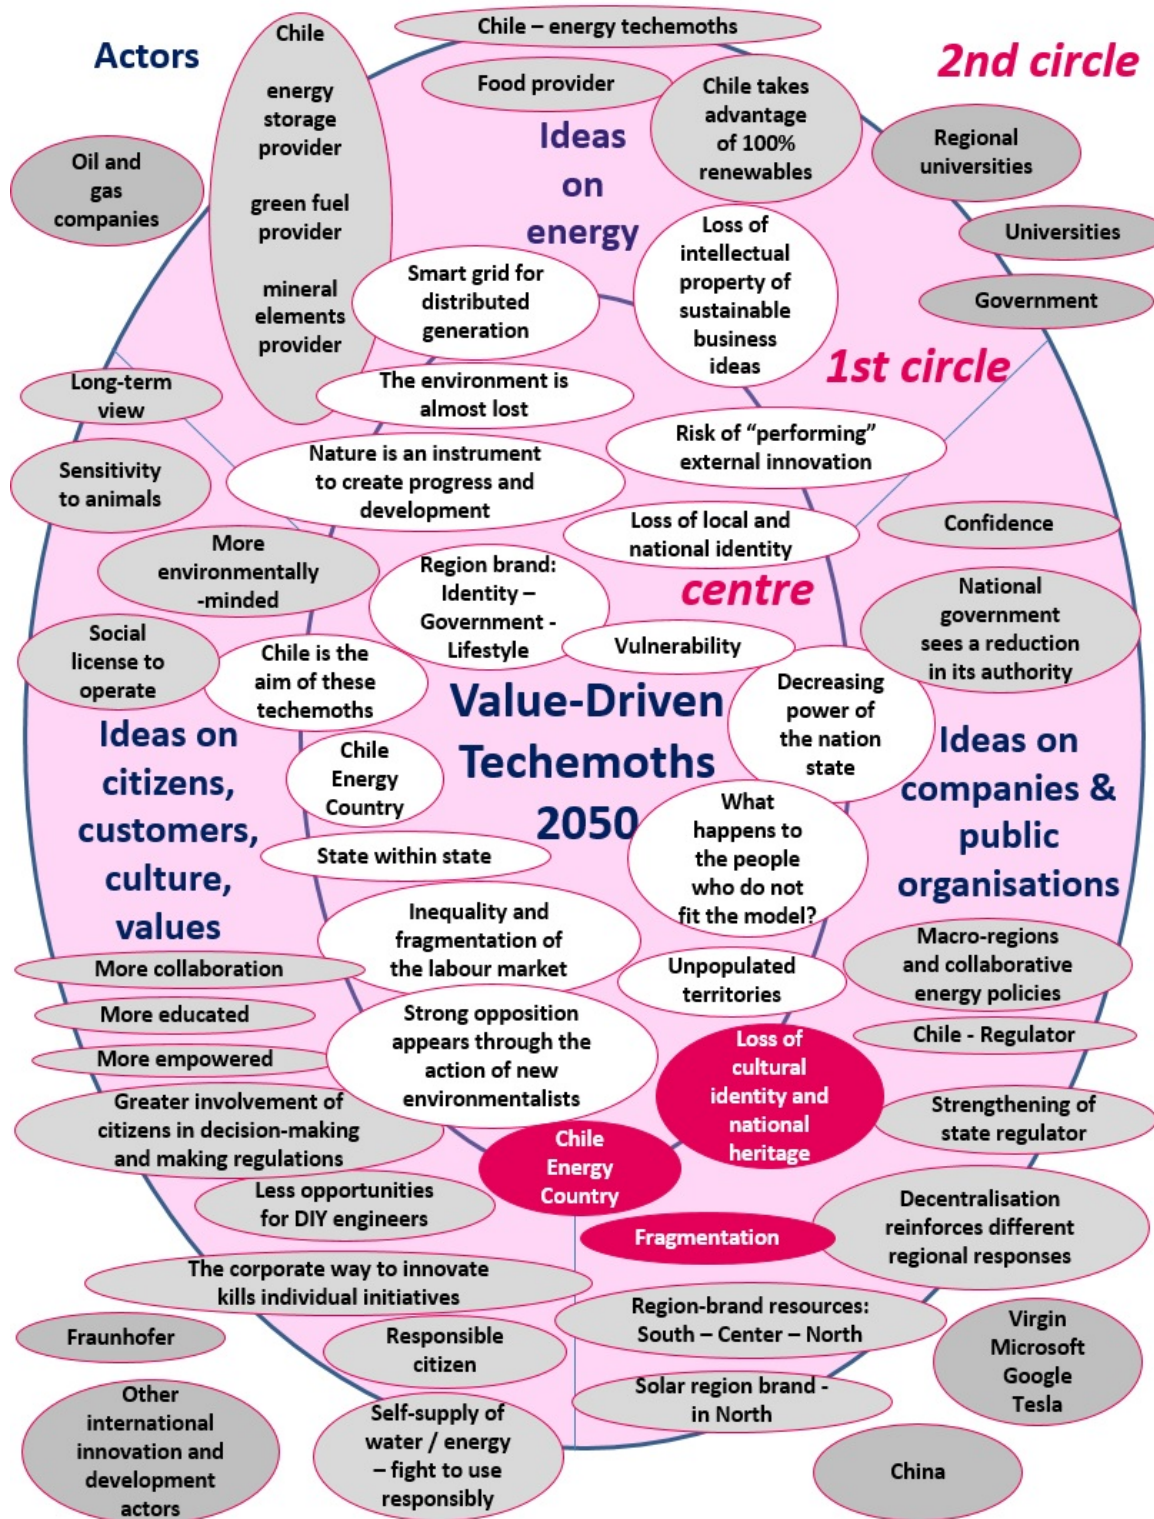 Actors
Chile
energy
storage
provider
green fuel
provider
mineral
elements
provider
Chile – energy techemoths
2nd circle
Food provider
Chile takes
advantage
of 100%
renewables
Ideas
on
energy
Regional
universities
Oil and
gas
companies
Universities
Loss of
intellectual
property of
sustainable
business
ideas
Government
Smart grid for
distributed
generation
1st circle
Long-term
view
The environment is
almost lost
Risk of “performing”
external innovation
Sensitivity
to animals
Nature is an instrument
to create progress and
development
Loss of local and
national identity
Confidence
More
environmentally
-minded
Region brand:
Identity –
Government -
Lifestyle
centre
National
government
sees a reduction
in its authority
Social
license to
operate
Chile is the
aim of these
techemoths
Vulnerability
Decreasing
power of
the nation
state
Value-Driven
Techemoths
2050
Ideas on
citizens,
customers,
culture,
values
Chile
Energy
Country
Ideas on
companies &
public
organisations
What
happens to
the people
who do not
fit the model?
State within state
Inequality and
fragmentation of
the labour market
More collaboration
Unpopulated
territories
Macro-regions
and collaborative
energy policies
More educated
Strong opposition
appears through the
action of new
environmentalists
Chile - Regulator
More empowered
Loss of
cultural
identity and
national
heritage
Greater involvement of
citizens in decision-making
and making regulations
Strengthening of
state regulator
Chile
Energy
Country
Less opportunities
for DIY engineers
Decentralisation
reinforces different
regional responses
Fragmentation
The corporate way to innovate
kills individual initiatives
Region-brand resources:
South – Center – North
Fraunhofer
Responsible
citizen
Virgin
Microsoft
Google
Tesla
Solar region brand -
in North
Other
international
innovation and
development
actors
Self-supply of
water / energy
– fight to use
responsibly
China